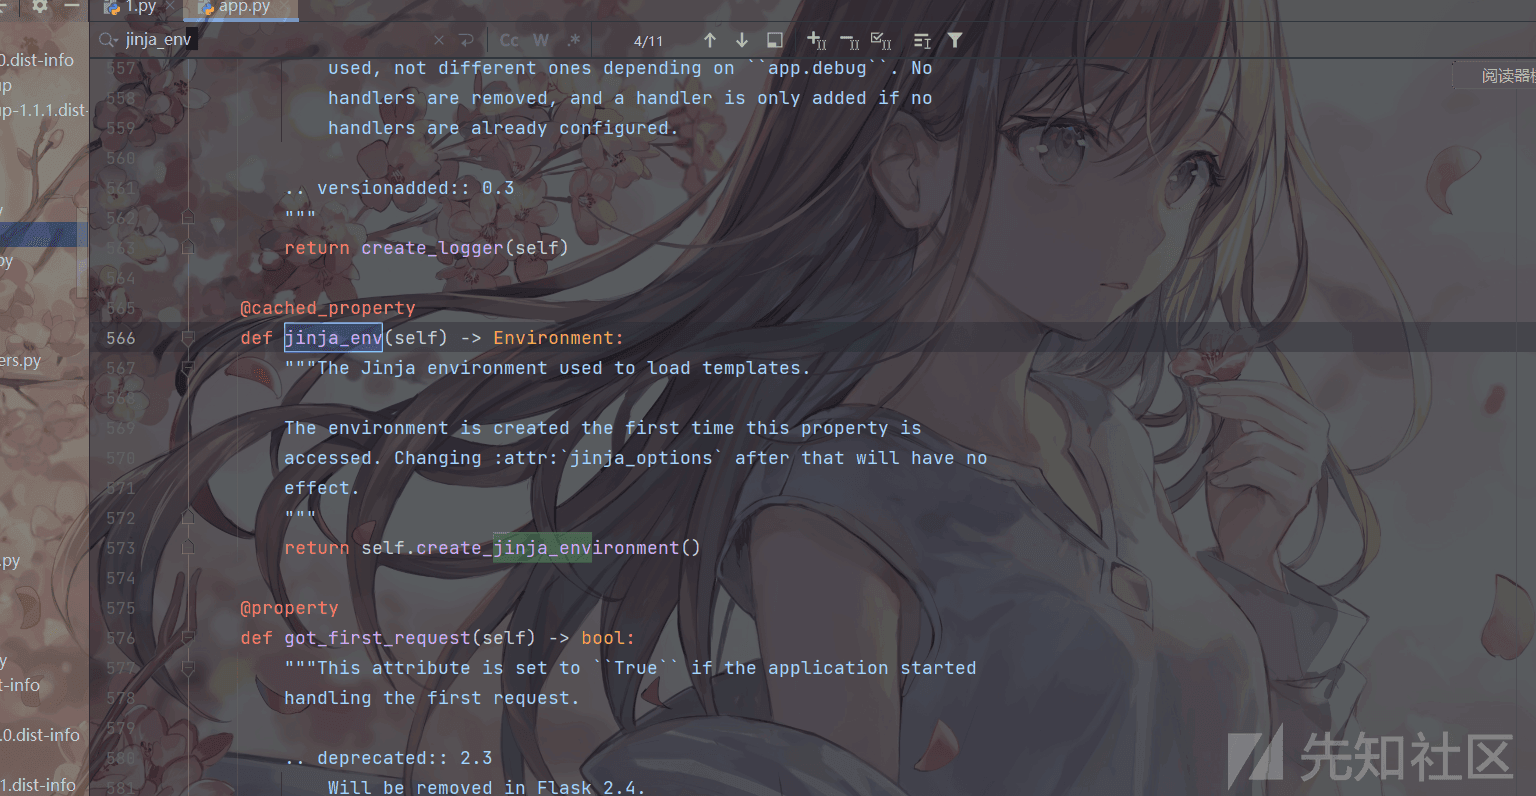 1.py
app.py
jinja_env
Cc W .* 4/11
0.dist-info
p
p-1.1.1.dist-
y
py
ers.py
.py
y
t-info
.0.dist-info
1.dist-info
阅读器模
557 used, not different ones depending on ``app.debug``. No
558 handlers are removed, and a handler is only added if no
559 handlers are already configured.
560
561 .. versionadded:: 0.3
562 """
563 return create_logger(self)
564
565 @cached_property
566 def jinja_env(self) -> Environment:
567 """The Jinja environment used to load templates.
568
569 The environment is created the first time this property is
570 accessed. Changing :attr:`jinja_options` after that will have no
571 effect.
572 """
573 return self.create_jinja_environment()
574
575 @property
576 def got_first_request(self) -> bool:
577 """This attribute is set to ``True`` if the application started
578 handling the first request.
579
580 .. deprecated:: 2.3
581 Will be removed in Flask 2.4.
先知社区